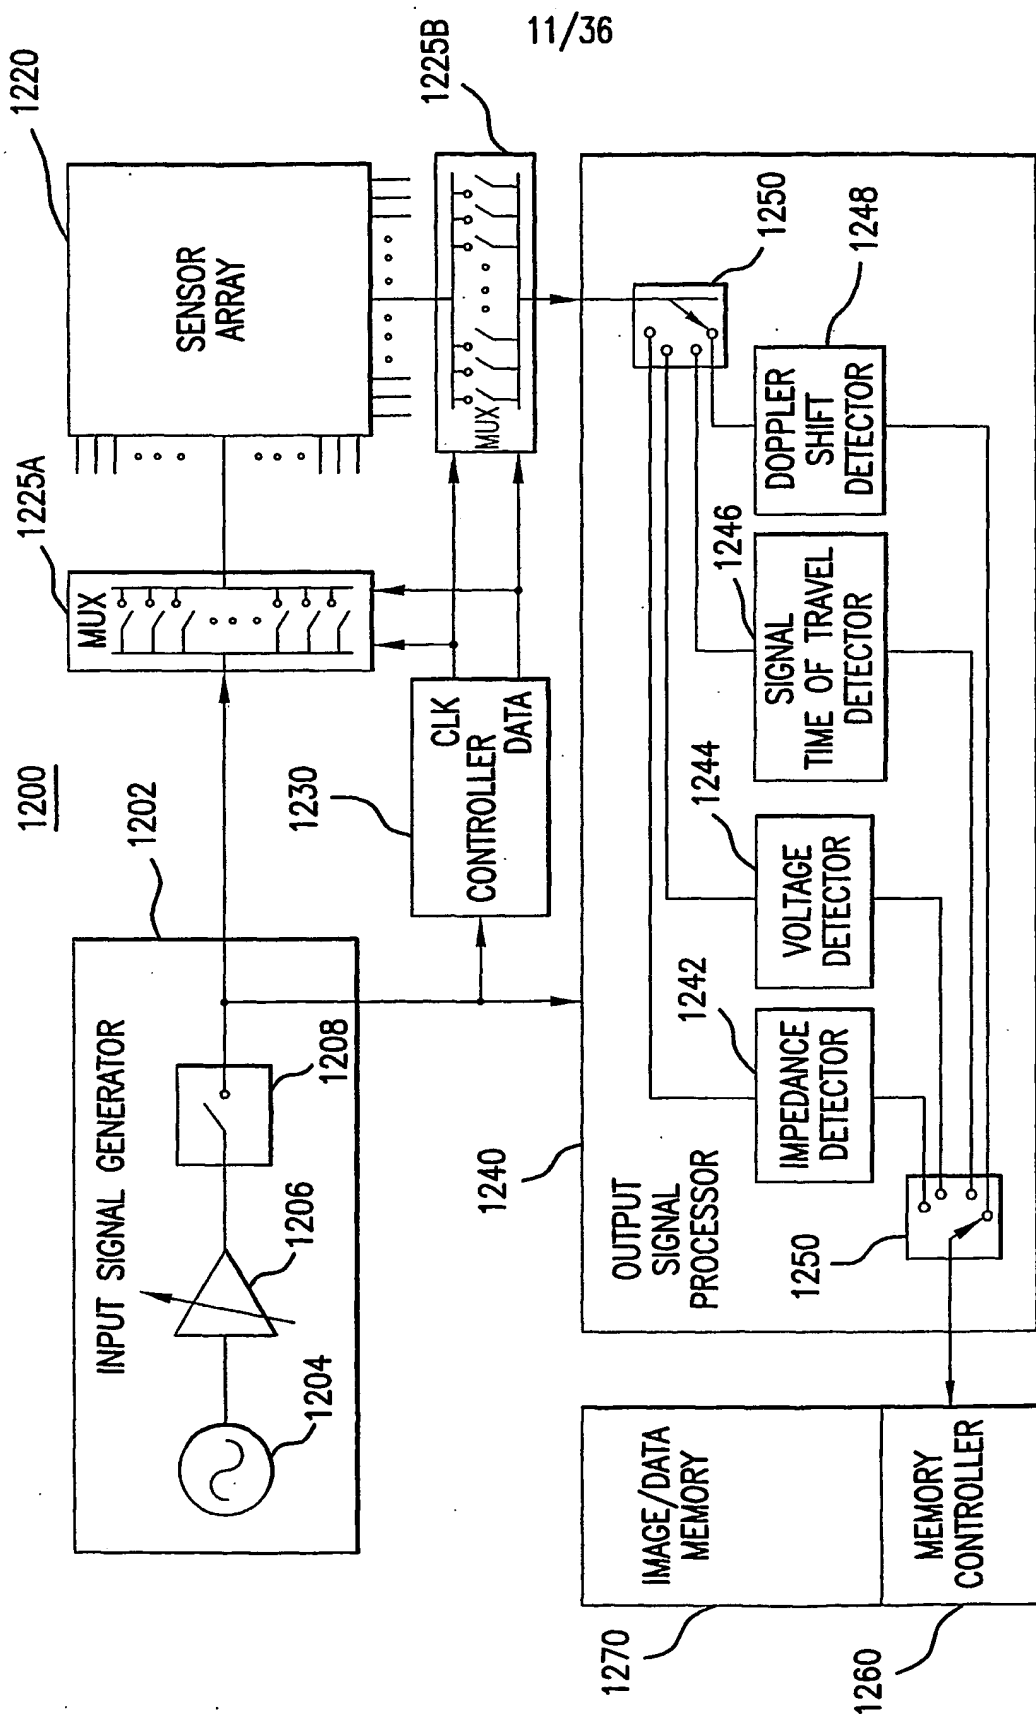 11/36
1200
1202
INPUT SIGNAL GENERATOR
1204
1206
1208
1225A
MUX
1220
SENSOR
ARRAY
1225B
MUX
1230
CLK
CONTROLLER
DATA
1240
OUTPUT
SIGNAL
PROCESSOR
1242
IMPEDANCE
DETECTOR
1244
VOLTAGE
DETECTOR
1246
SIGNAL
TIME OF TRAVEL
DETECTOR
1248
DOPPLER
SHIFT
DETECTOR
1250
1250
1270
IMAGE/DATA
MEMORY
1260
MEMORY
CONTROLLER